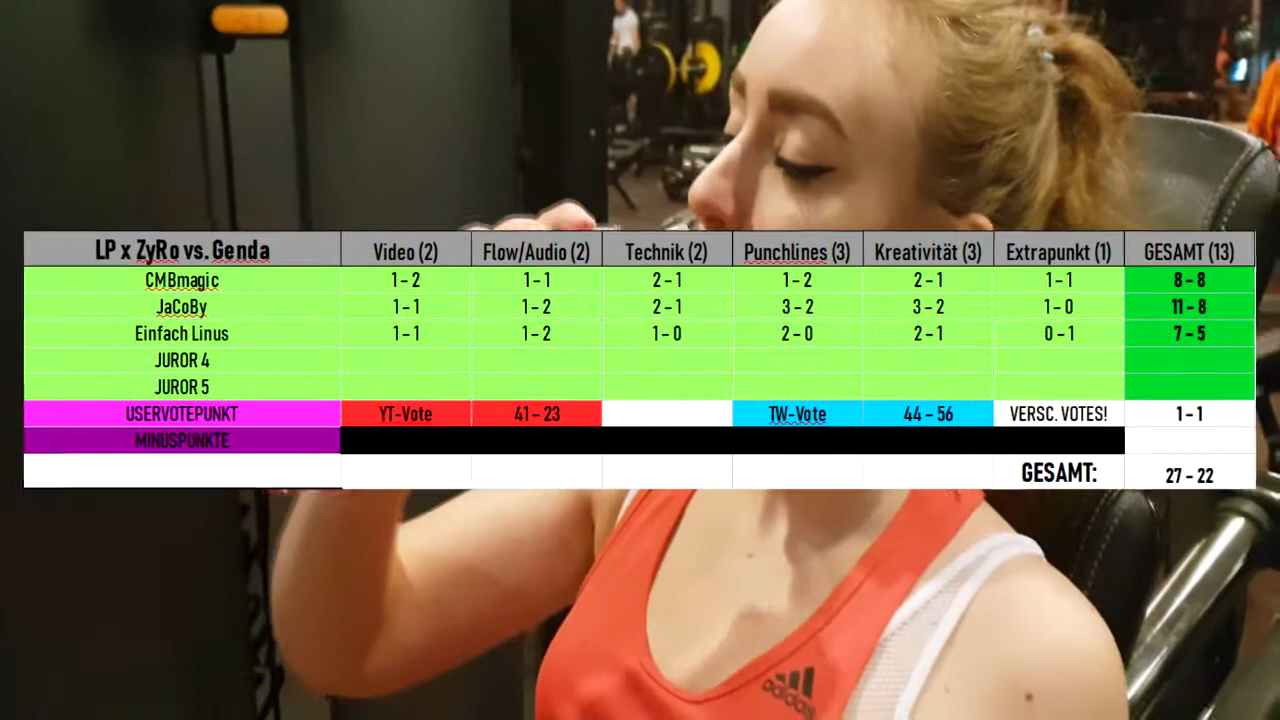 LP x ZyRo vs. Genda Video (2) Flow/Audio (2) Technik (2) Punchlines (3) Kreativität (3) Extrapunkt (1) GESAMT (13)
CMBmagic 1 - 2 1 - 1 2 - 1 1 - 2 2 - 1 1 - 1 8 - 8
JaCoBy 1 - 1 1 - 2 2 - 1 3 - 2 3 - 2 1 - 0 11 - 8
Einfach Linus 1 - 1 1 - 2 1 - 0 2 - 0 2 - 1 0 - 1 7 - 5
JUROR 4
JUROR 5
USERVOTEPUNKT YT-Vote 41 - 23 TW-Vote 44 - 56 VERSC. VOTES! 1 - 1
MINUSPUNKTE
GESAMT: 27 - 22
adidas